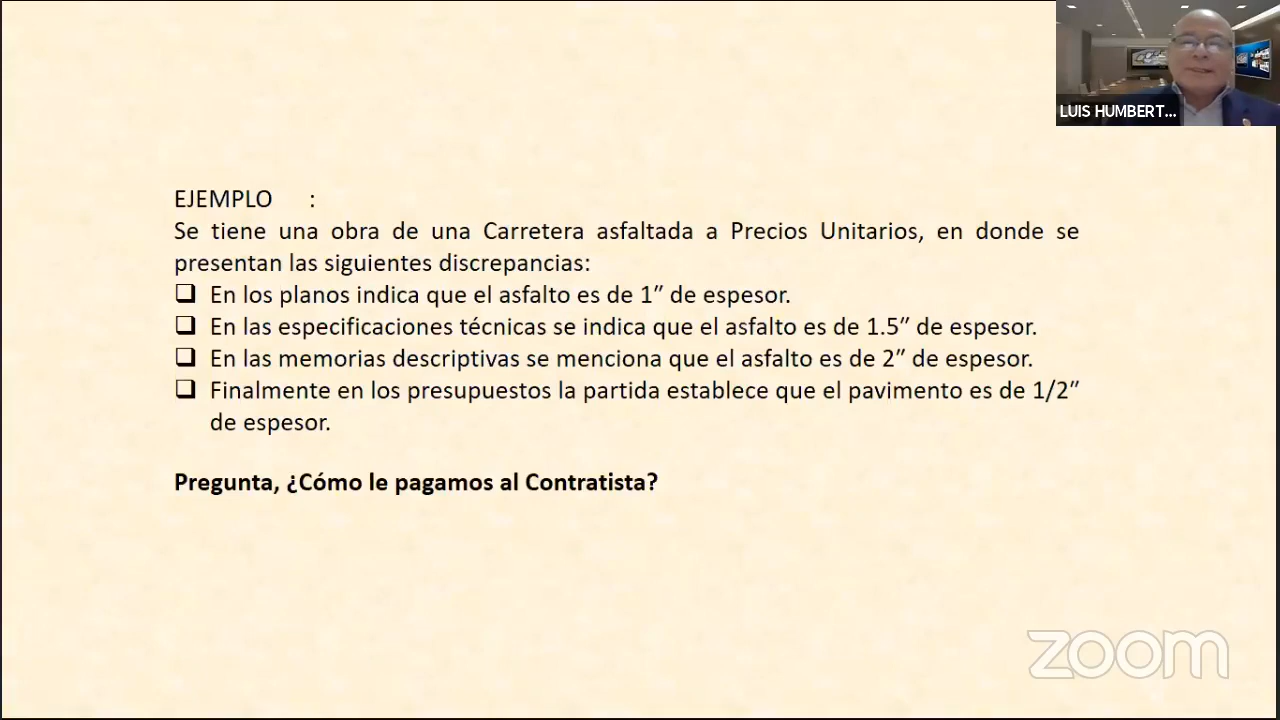 LUIS HUMBERT...
EJEMPLO :
Se tiene una obra de una Carretera asfaltada a Precios Unitarios, en donde se
presentan las siguientes discrepancias:
❑ En los planos indica que el asfalto es de 1” de espesor.
❑ En las especificaciones técnicas se indica que el asfalto es de 1.5” de espesor.
❑ En las memorias descriptivas se menciona que el asfalto es de 2” de espesor.
❑ Finalmente en los presupuestos la partida establece que el pavimento es de 1/2”
de espesor.
Pregunta, ¿Cómo le pagamos al Contratista?
zoom